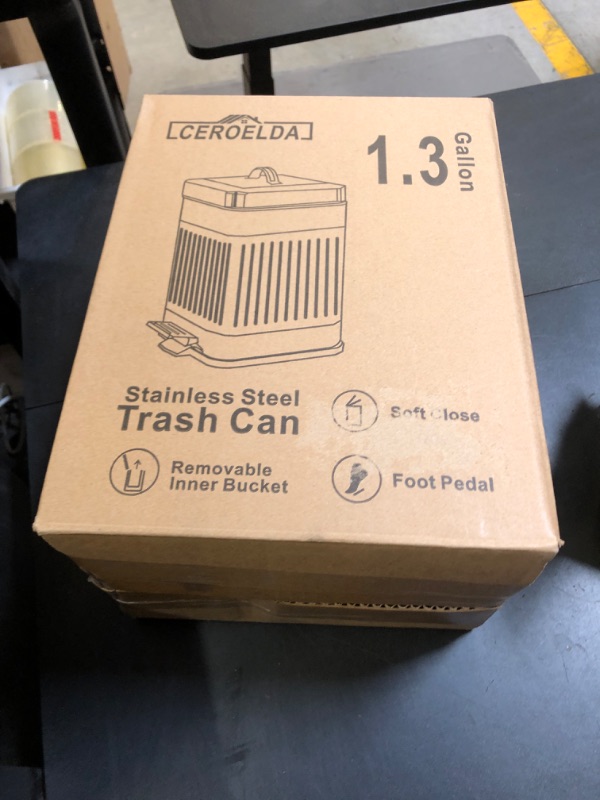 CEROELDA
1.3
Gallon
Stainless Steel
Trash Can
Soft Close
Removable
Inner Bucket
Foot Pedal